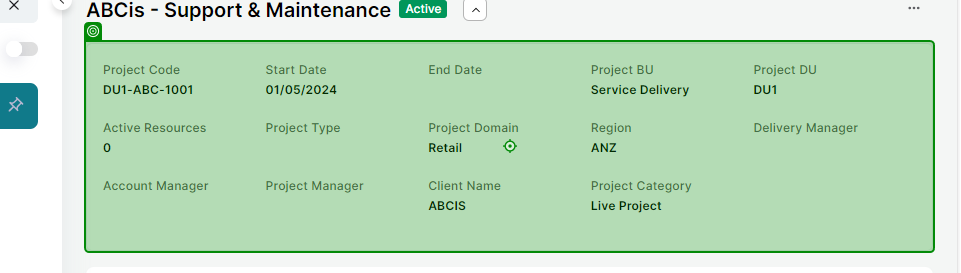 ABCis - Support & Maintenance Active
Project Code Start Date End Date Project BU Project DU
DU1-ABC-1001 01/05/2024 Service Delivery DU1
Active Resources Project Type Project Domain Region Delivery Manager
0 Retail ANZ
Account Manager Project Manager Client Name Project Category
ABCIS Live Project